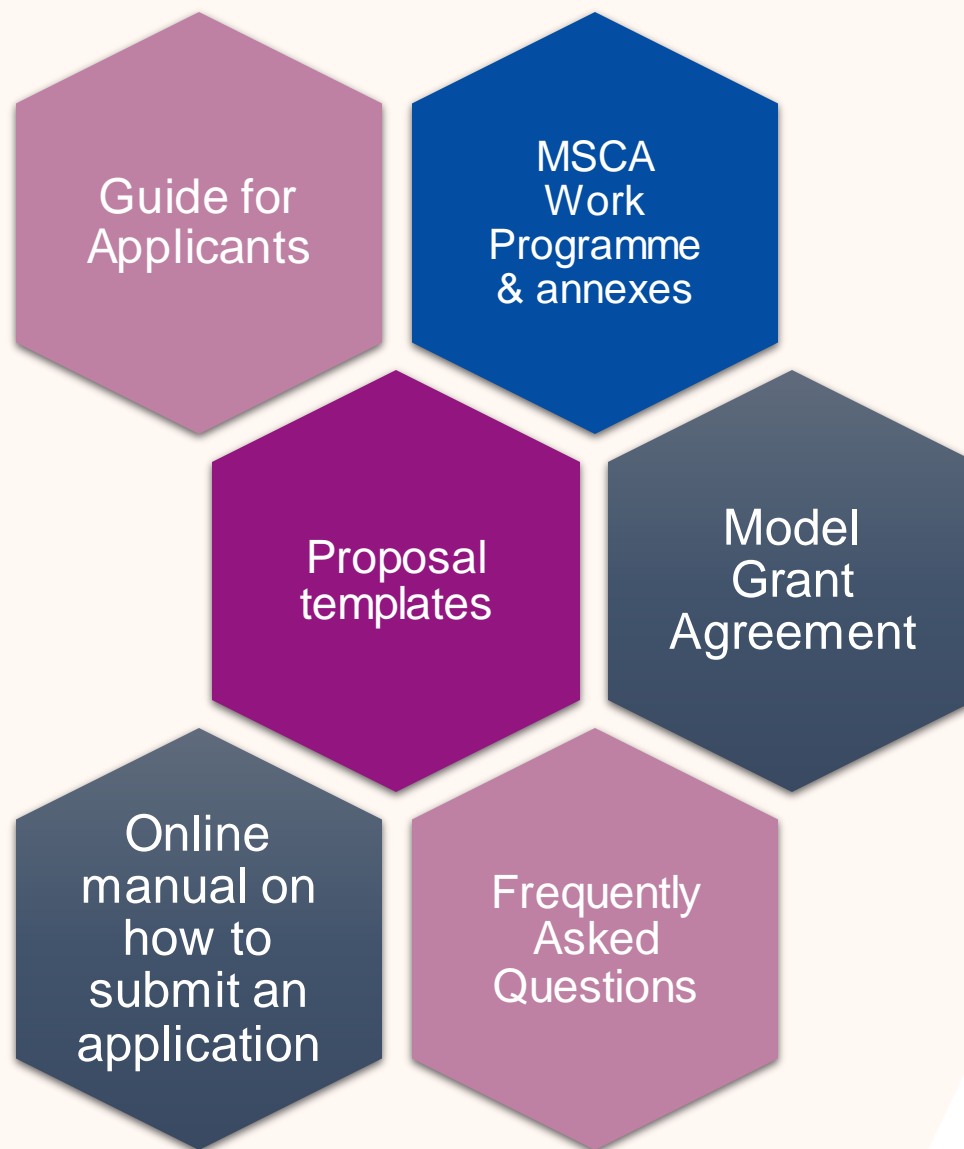 Guide for
Applicants
MSCA
Work
Programme
& annexes
Proposal
templates
Model
Grant
Agreement
Online
manual on
how to
submit an
application
Frequently
Asked
Questions